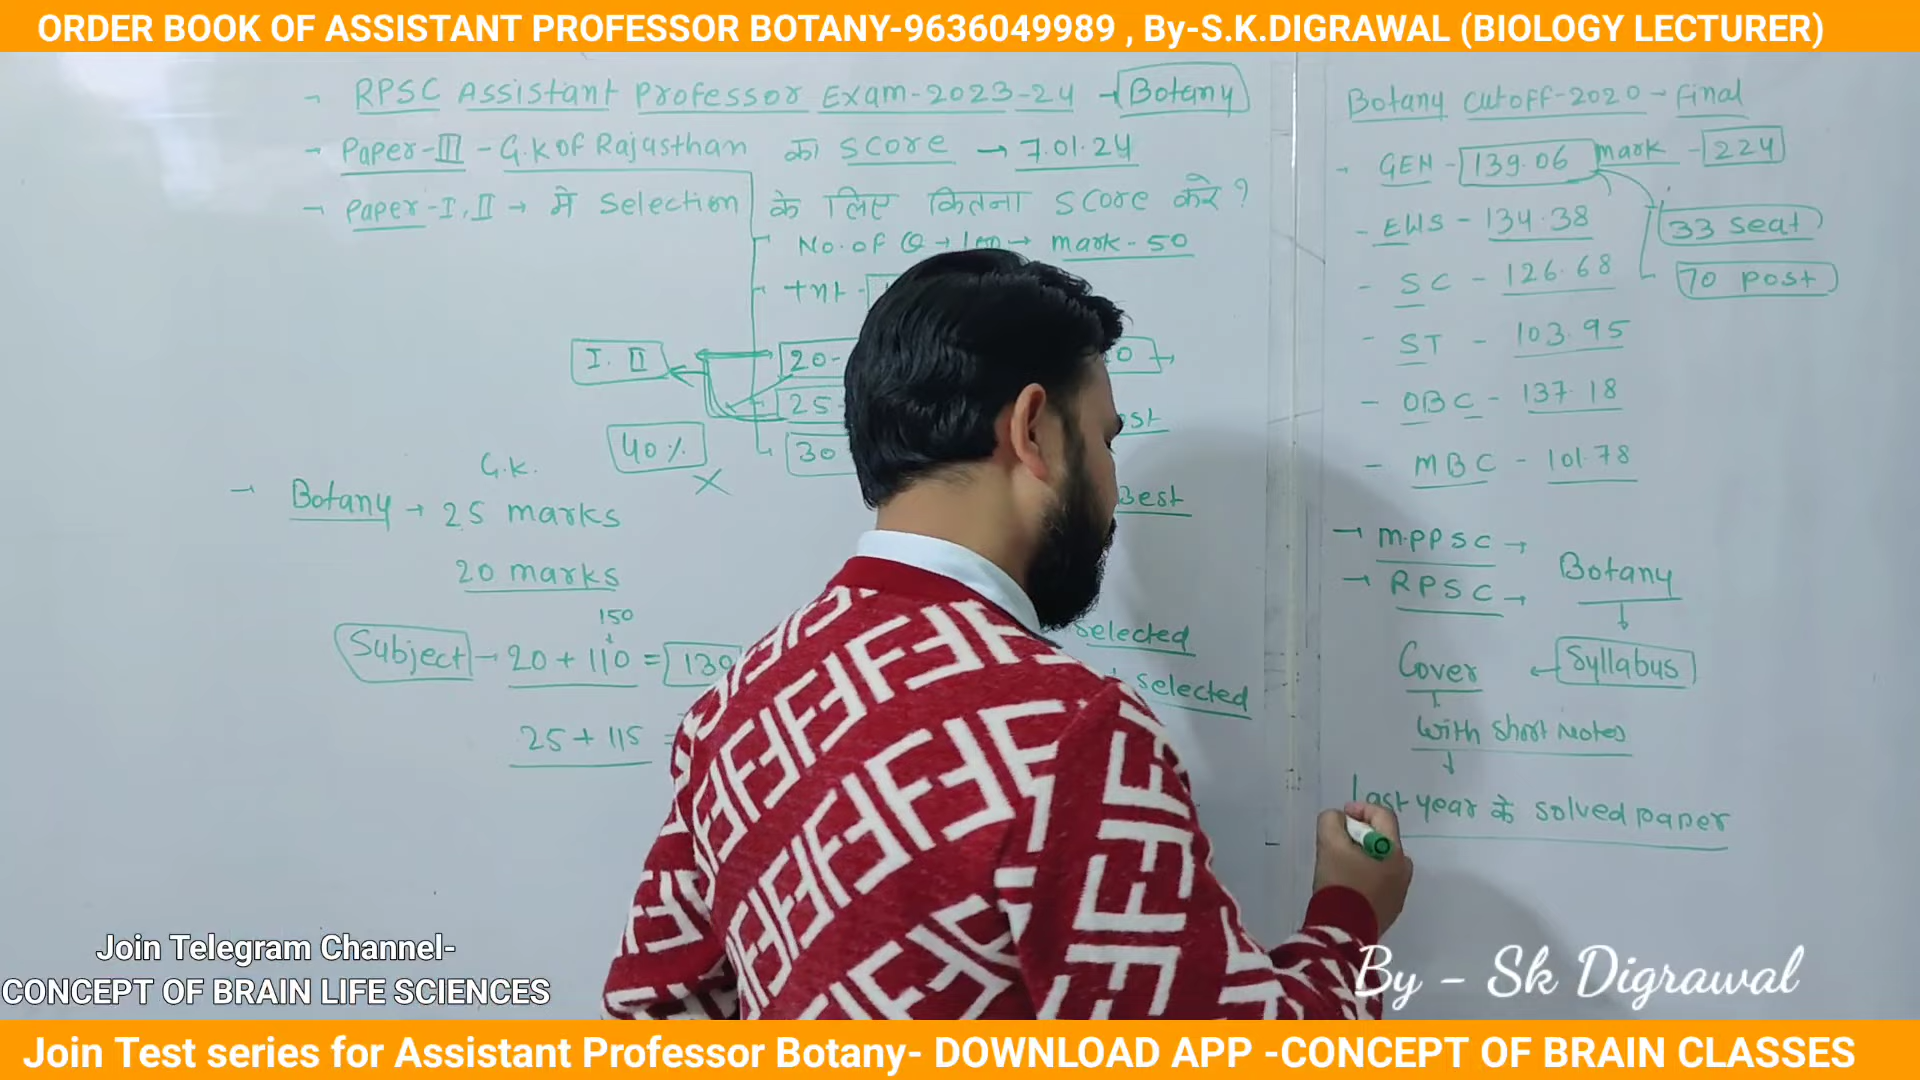 ORDER BOOK OF ASSISTANT PROFESSOR BOTANY-9636049989 , By-S.K.DIGRAWAL (BIOLOGY LECTURER)
→ RPSC Assistant Professor Exam-2023-24 → Botany
- Paper-III - G.K of Rajasthan का score → 7.01.24
- Paper-I, II → मे Selection के लिए कितना score करे ?
No. of Q → 100 → mark - 50
I. II
20-
25-
40%
30
G.K.
→ Botany → 25 marks
20 marks
150
Subject → 20 + 110 = 130
25 + 115 =
Best
selected
selected
Botany Cutoff-2020 - Final
- GEN - 139.06 mark - 224
- EWS - 134.38
33 seat
- SC - 126.68
70 post
- ST - 103.95
- OBC - 137.18
- MBC - 101.78
→ MPPSC →
→ RPSC →
Botany
Syllabus
Cover
with short Notes
Last year के solved paper
Join Telegram Channel-
CONCEPT OF BRAIN LIFE SCIENCES
By - Sk Digrawal
Join Test series for Assistant Professor Botany- DOWNLOAD APP -CONCEPT OF BRAIN CLASSES